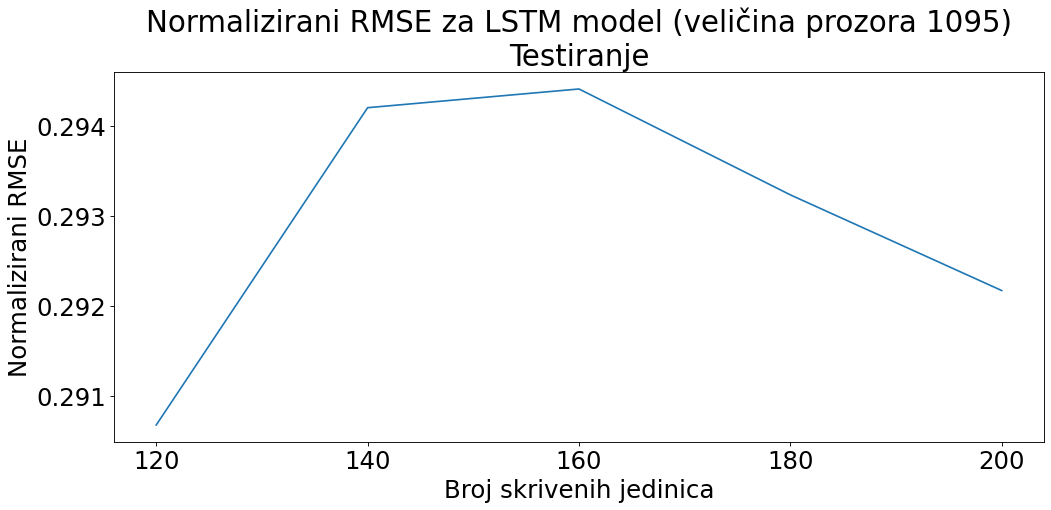 Normalizirani RMSE za LSTM model (veličina prozora 1095)
Testiranje
Normalizirani RMSE
0.294
0.293
0.292
0.291
120 140 160 180 200
Broj skrivenih jedinica